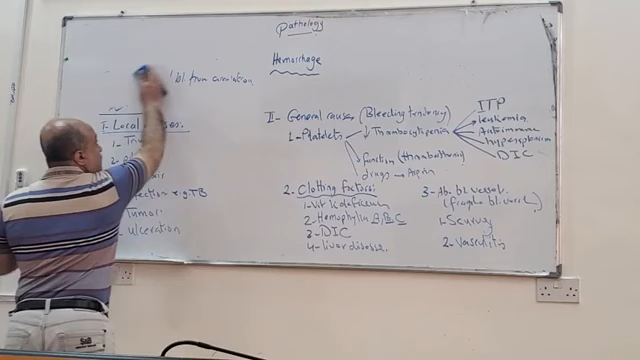 Pathology
Hemorrhage
bl. from circulation
I- Local causes:
1- Tr
2-
ection e.g. TB
Tumor
Ulceration
II- General causes (Bleeding tendency)
1- Platelets
↓ Thrombocytopenia
ITP
Leukemia
Autoimmune
hypersplenism
DIC
function (thrombasthenia)
drugs → Aspirin
2. Clotting factors:
1- Vit K deficiency
2- Hemophilia
3- DIC
4- liver disease.
3- Ab. bl. vessel.
(fragile bl. vessel)
1- Scurvy
2- Vasculitis
S&B